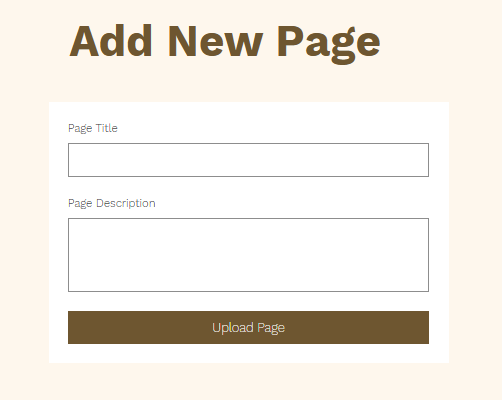 Add New Page
Page Title
Page Description
Upload Page